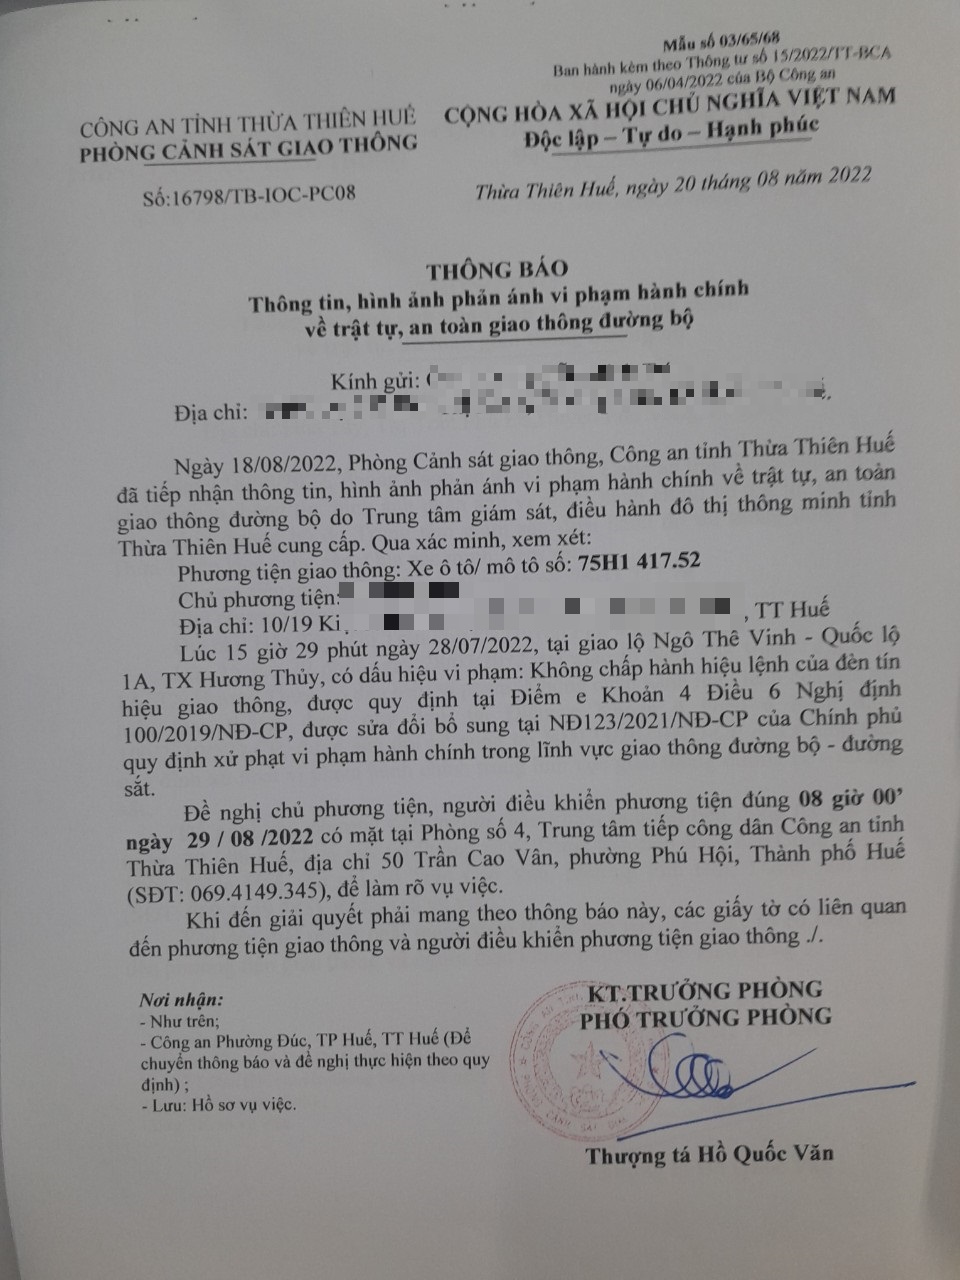 Mẫu số 03/65/68
Ban hành kèm theo Thông tư số 15/2022/TT-BCA
ngày 06/04/2022 của Bộ Công an
CÔNG AN TỈNH THỪA THIÊN HUẾ
PHÒNG CẢNH SÁT GIAO THÔNG
CỘNG HÒA XÃ HỘI CHỦ NGHĨA VIỆT NAM
Độc lập – Tự do – Hạnh phúc
Số:16798/TB-IOC-PC08
Thừa Thiên Huế, ngày 20 tháng 08 năm 2022
THÔNG BÁO
Thông tin, hình ảnh phản ánh vi phạm hành chính
về trật tự, an toàn giao thông đường bộ
Kính gửi:
Địa chỉ:
Ngày 18/08/2022, Phòng Cảnh sát giao thông, Công an tỉnh Thừa Thiên Huế
đã tiếp nhận thông tin, hình ảnh phản ánh vi phạm hành chính về trật tự, an toàn
giao thông đường bộ do Trung tâm giám sát, điều hành đô thị thông minh tỉnh
Thừa Thiên Huế cung cấp. Qua xác minh, xem xét:
Phương tiện giao thông: Xe ô tô/ mô tô số: 75H1 417.52
Chủ phương tiện:
Địa chỉ: 10/19 Ki , TT Huế
Lúc 15 giờ 29 phút ngày 28/07/2022, tại giao lộ Ngô Thế Vinh - Quốc lộ
1A, TX Hương Thủy, có dấu hiệu vi phạm: Không chấp hành hiệu lệnh của đèn tín
hiệu giao thông, được quy định tại Điểm e Khoản 4 Điều 6 Nghị định
100/2019/NĐ-CP, được sửa đổi bổ sung tại NĐ123/2021/NĐ-CP của Chính phủ
quy định xử phạt vi phạm hành chính trong lĩnh vực giao thông đường bộ - đường
sắt.
Đề nghị chủ phương tiện, người điều khiển phương tiện đúng 08 giờ 00’
ngày 29 / 08 /2022 có mặt tại Phòng số 4, Trung tâm tiếp công dân Công an tỉnh
Thừa Thiên Huế, địa chỉ 50 Trần Cao Vân, phường Phú Hội, Thành phố Huế
(SĐT: 069.4149.345), để làm rõ vụ việc.
Khi đến giải quyết phải mang theo thông báo này, các giấy tờ có liên quan
đến phương tiện giao thông và người điều khiển phương tiện giao thông ./.
Nơi nhận:
- Như trên;
- Công an Phường Đúc, TP Huế, TT Huế (Để
chuyển thông báo và đề nghị thực hiện theo quy
định) ;
- Lưu: Hồ sơ vụ việc.
KT.TRƯỞNG PHÒNG
PHÓ TRƯỞNG PHÒNG
Thượng tá Hồ Quốc Văn